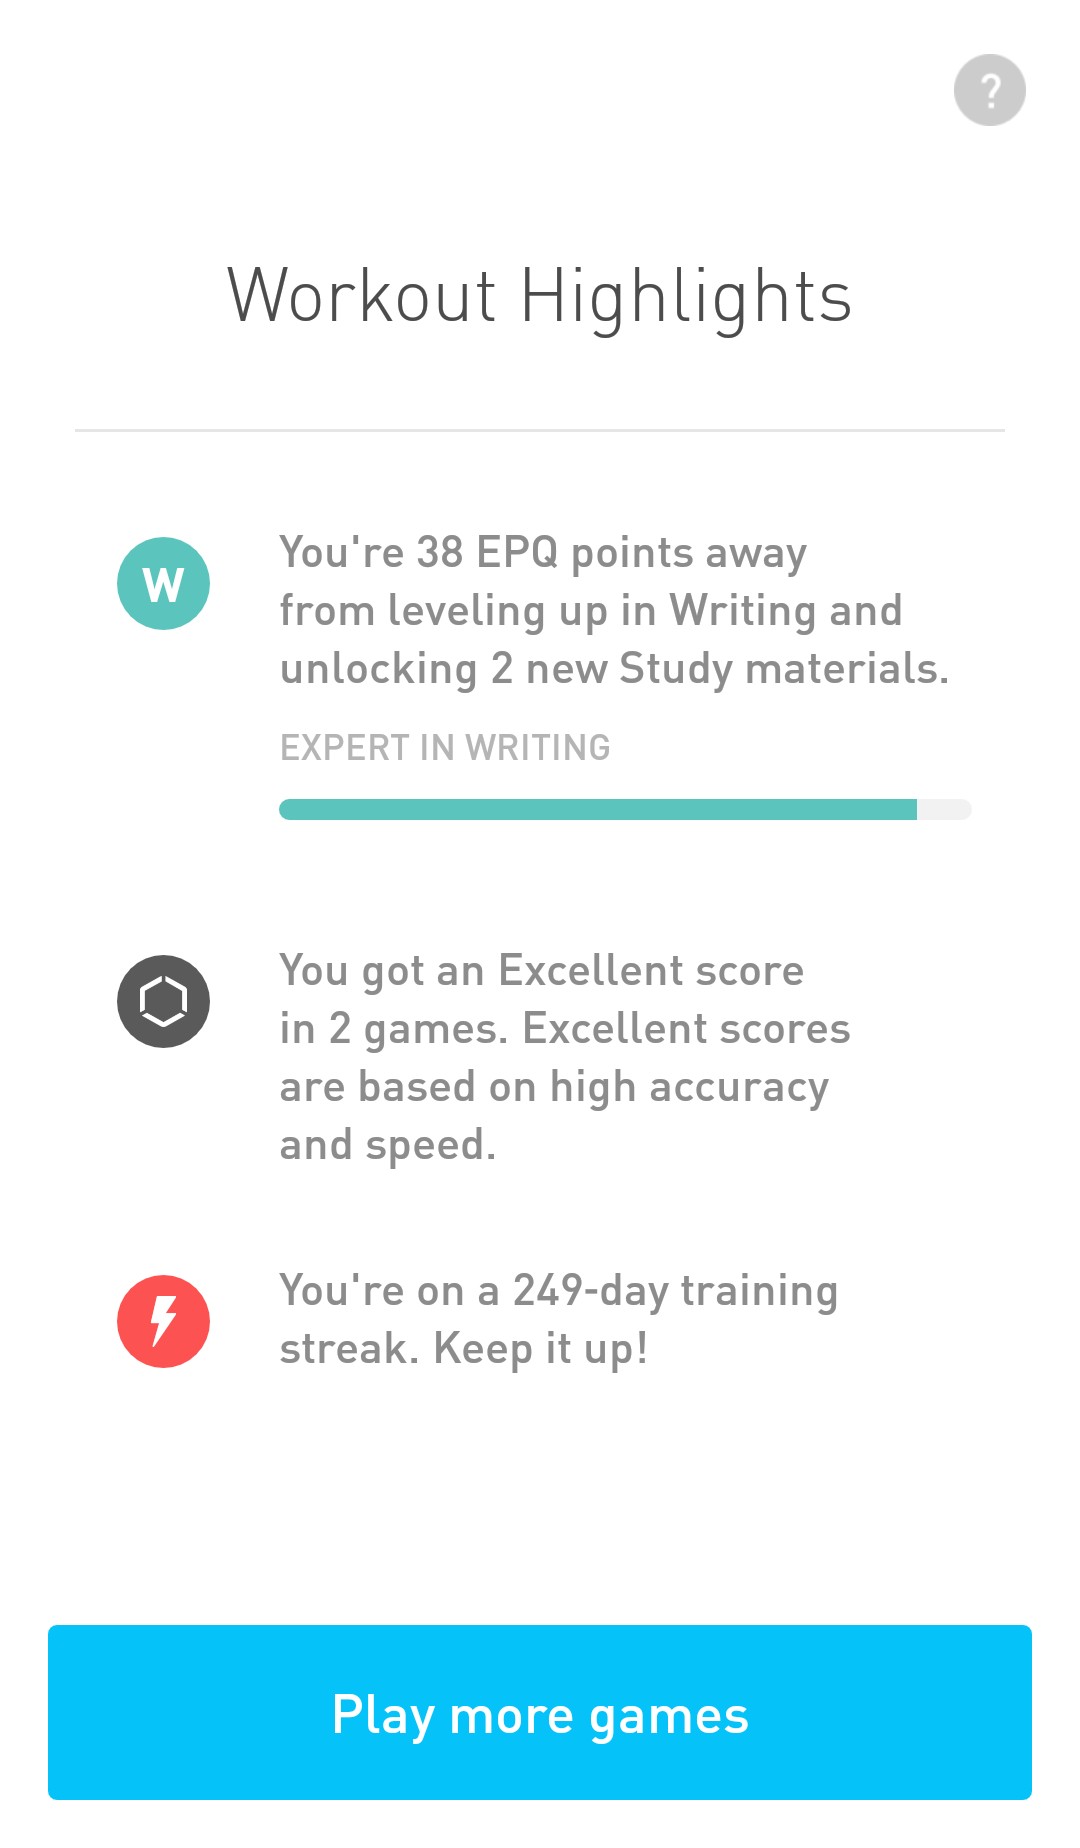 ?
Workout Highlights
W
You're 38 EPQ points away
from leveling up in Writing and
unlocking 2 new Study materials.
EXPERT IN WRITING
You got an Excellent score
in 2 games. Excellent scores
are based on high accuracy
and speed.
You're on a 249-day training
streak. Keep it up!
Play more games